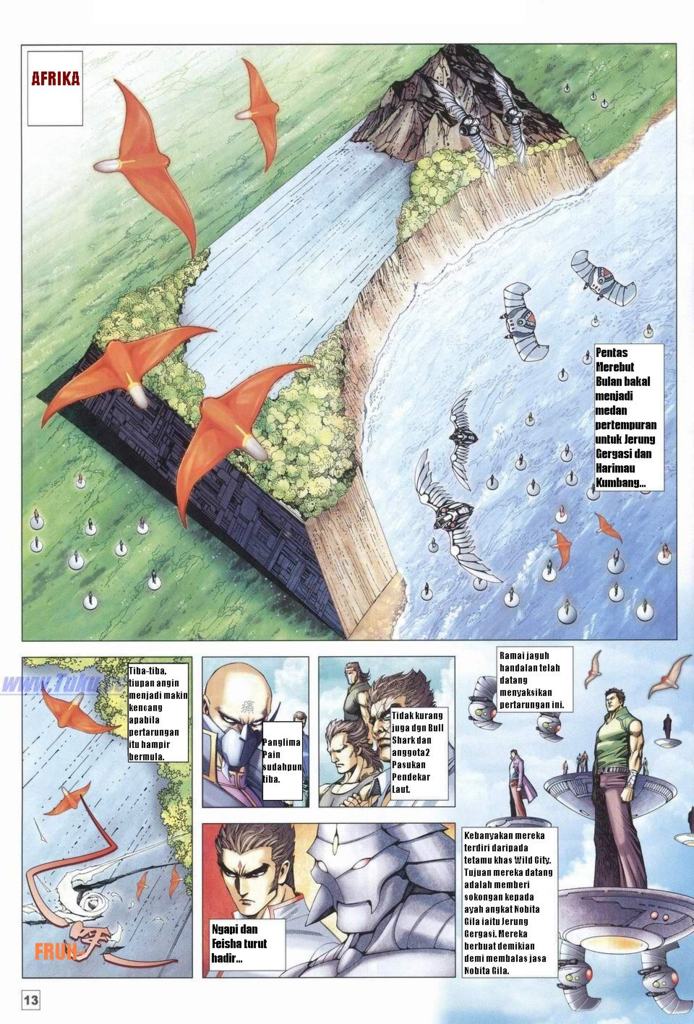 AFRIKA
Pentas
Merebut
Bulan bakal
menjadi
medan
pertempuran
untuk Jerung
Gergasi dan
Harimau
Kumbang...
Tiba-tiba,
tiupan angin
menjadi makin
kencang
apabila
pertarungan
itu hampir
bermula.
Panglima
Pain
sudahpun
tiba.
Tidak kurang
juga dgn Bull
Shark dan
anggota2
Pasukan
Pendekar
Laut.
Ramai jaguh
handalan telah
datang
menyaksikan
pertarungan ini.
Ngapi dan
Feisha turut
hadir...
Kebanyakan mereka
terdiri daripada
tetamu khas Wild City.
Tujuan mereka datang
adalah memberi
sokongan kepada
ayah angkat Nobita
Gila iaitu Jerung
Gergasi. Mereka
berbuat demikian
demi membalas jasa
Nobita Gila.
FRUH
www.Tuku
13